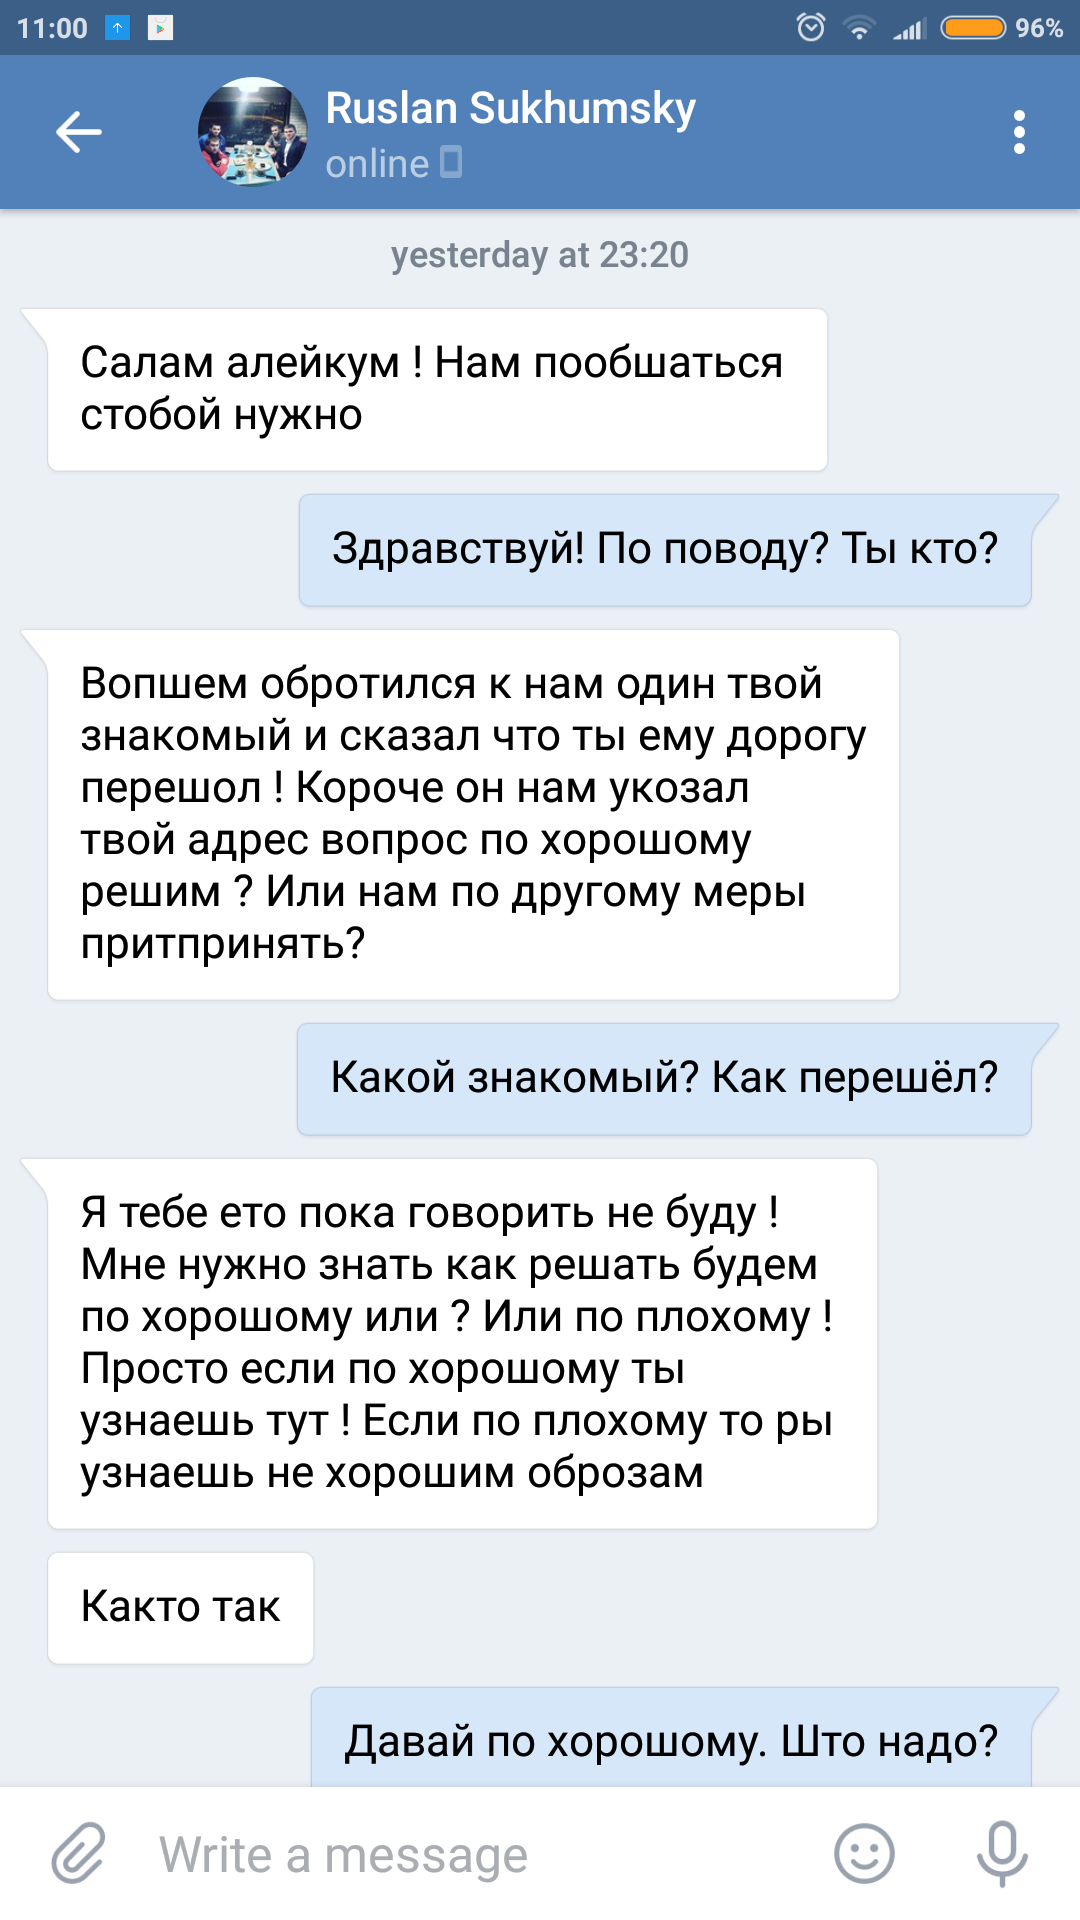 11:00
96%
Ruslan Sukhumsky
online
yesterday at 23:20
Салам алейкум ! Нам пообшаться
стобой нужно
Здравствуй! По поводу? Ты кто?
Вопшем обротился к нам один твой
знакомый и сказал что ты ему дорогу
перешол ! Короче он нам укозал
твой адрес вопрос по хорошому
решим ? Или нам по другому меры
притпринять?
Какой знакомый? Как перешёл?
Я тебе ето пока говорить не буду !
Мне нужно знать как решать будем
по хорошому или ? Или по плохому !
Просто если по хорошому ты
узнаешь тут ! Если по плохому то ры
узнаешь не хорошим оброзам
Както так
Давай по хорошому. Што надо?
Write a message